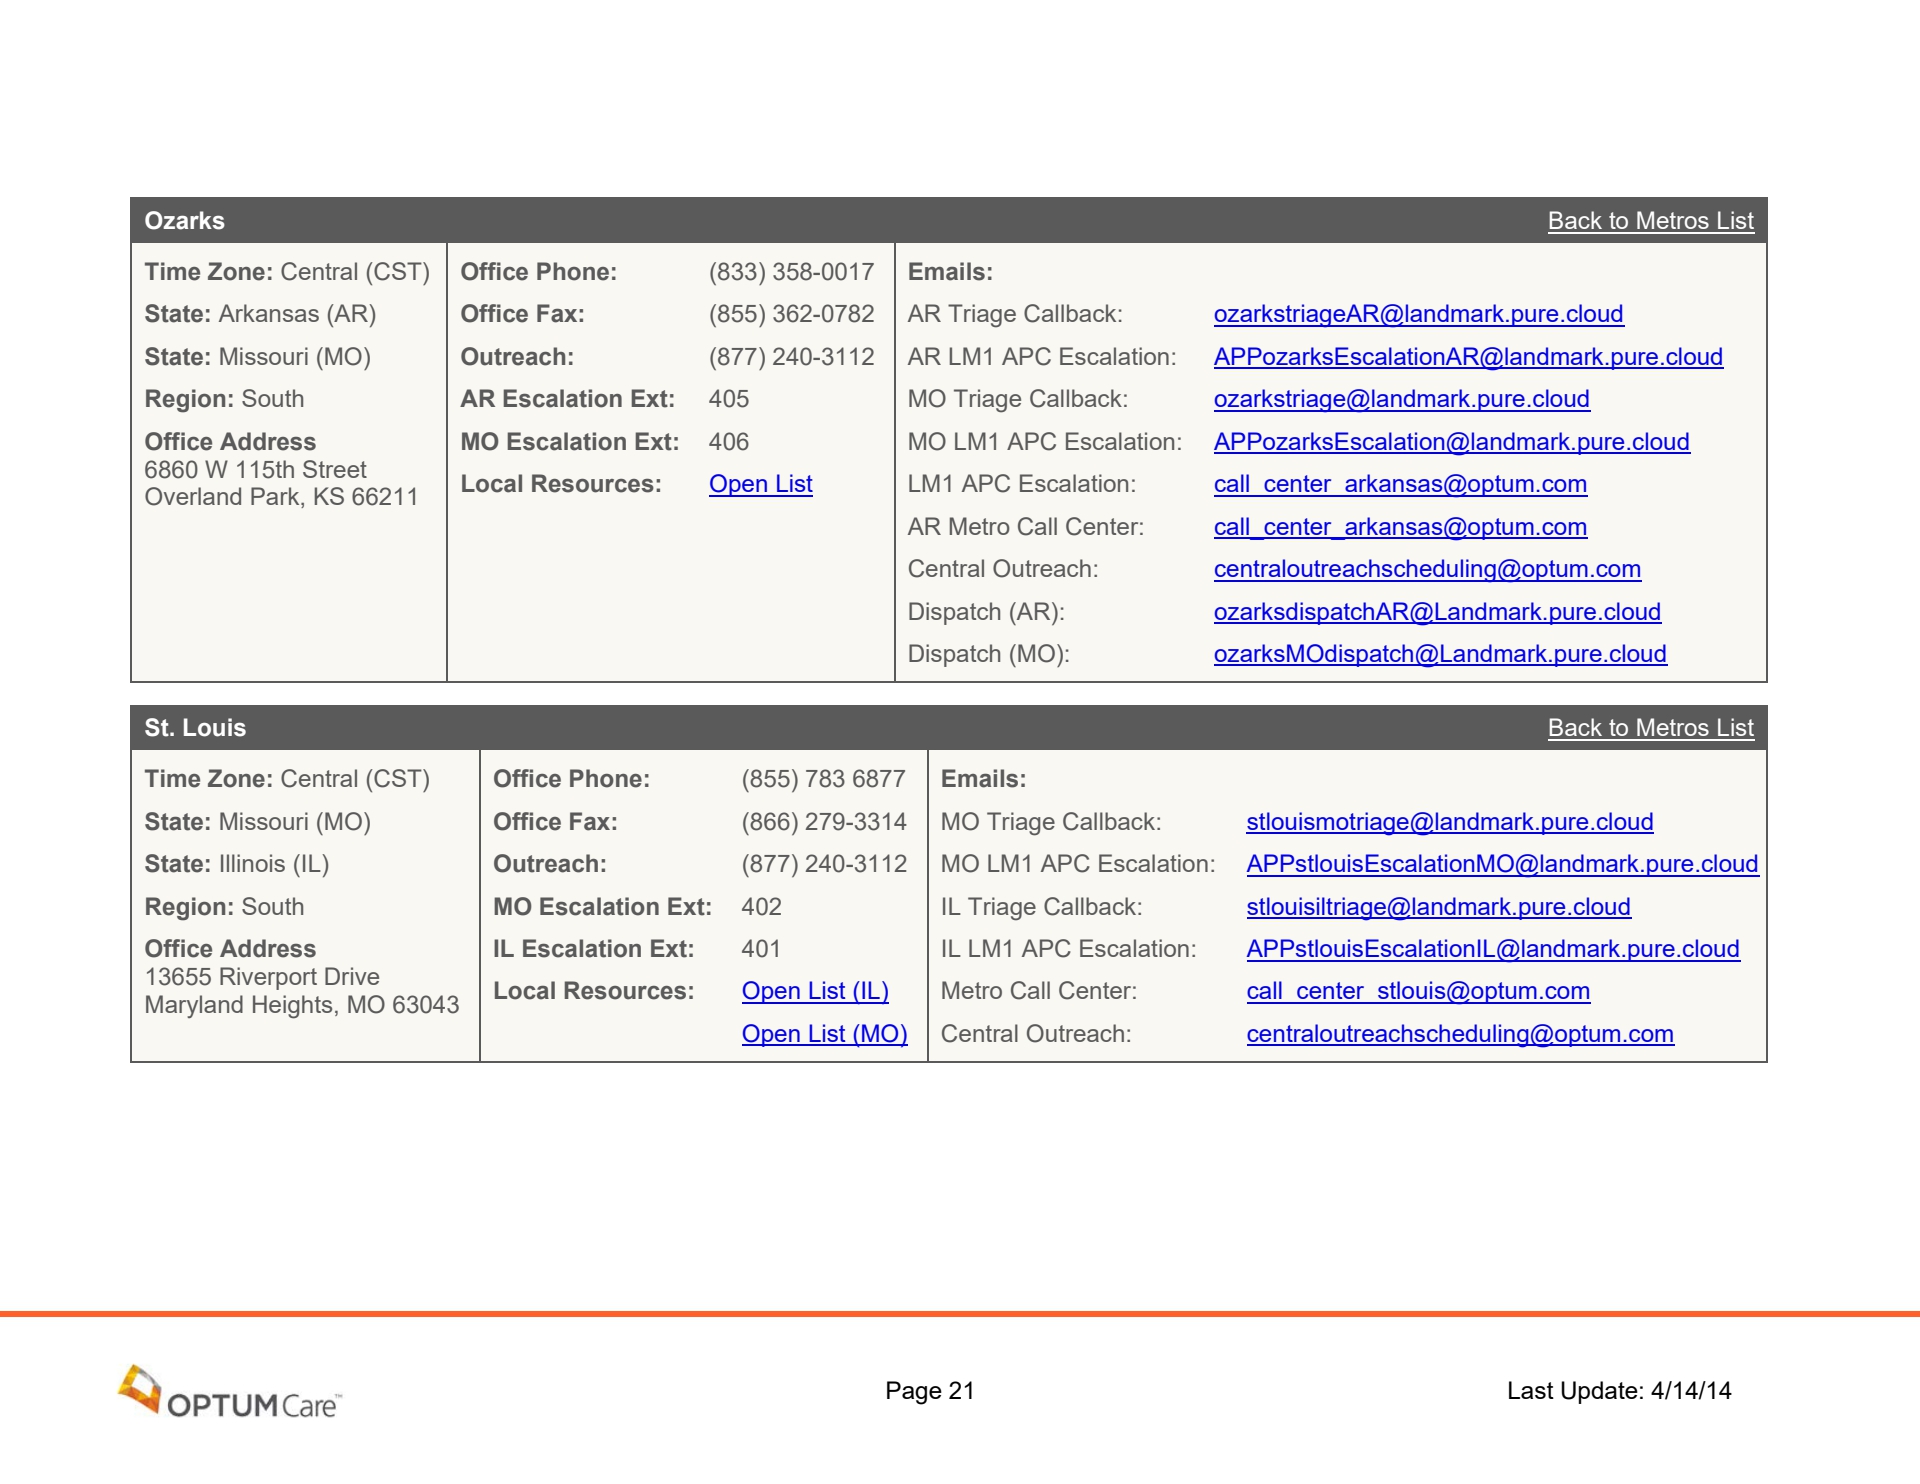 Ozarks Back to Metros List
Time Zone: Central (CST)
State: Arkansas (AR)
State: Missouri (MO)
Region: South
Office Address
6860 W 115th Street
Overland Park, KS 66211
Office Phone: (833) 358-0017
Office Fax: (855) 362-0782
Outreach: (877) 240-3112
AR Escalation Ext: 405
MO Escalation Ext: 406
Local Resources: Open List
Emails:
AR Triage Callback: ozarkstriageAR@landmark.pure.cloud
AR LM1 APC Escalation: APPozarksEscalationAR@landmark.pure.cloud
MO Triage Callback: ozarkstriage@landmark.pure.cloud
MO LM1 APC Escalation: APPozarksEscalation@landmark.pure.cloud
LM1 APC Escalation: call_center_arkansas@optum.com
AR Metro Call Center: call_center_arkansas@optum.com
Central Outreach: centraloutreachscheduling@optum.com
Dispatch (AR): ozarksdispatchAR@Landmark.pure.cloud
Dispatch (MO): ozarksMOdispatch@Landmark.pure.cloud
St. Louis Back to Metros List
Time Zone: Central (CST)
State: Missouri (MO)
State: Illinois (IL)
Region: South
Office Address
13655 Riverport Drive
Maryland Heights, MO 63043
Office Phone: (855) 783 6877
Office Fax: (866) 279-3314
Outreach: (877) 240-3112
MO Escalation Ext: 402
IL Escalation Ext: 401
Local Resources: Open List (IL)
Open List (MO)
Emails:
MO Triage Callback: stlouismotriage@landmark.pure.cloud
MO LM1 APC Escalation: APPstlouisEscalationMO@landmark.pure.cloud
IL Triage Callback: stlouisiltriage@landmark.pure.cloud
IL LM1 APC Escalation: APPstlouisEscalationIL@landmark.pure.cloud
Metro Call Center: call_center_stlouis@optum.com
Central Outreach: centraloutreachscheduling@optum.com
OPTUM Care™ Page 21 Last Update: 4/14/14